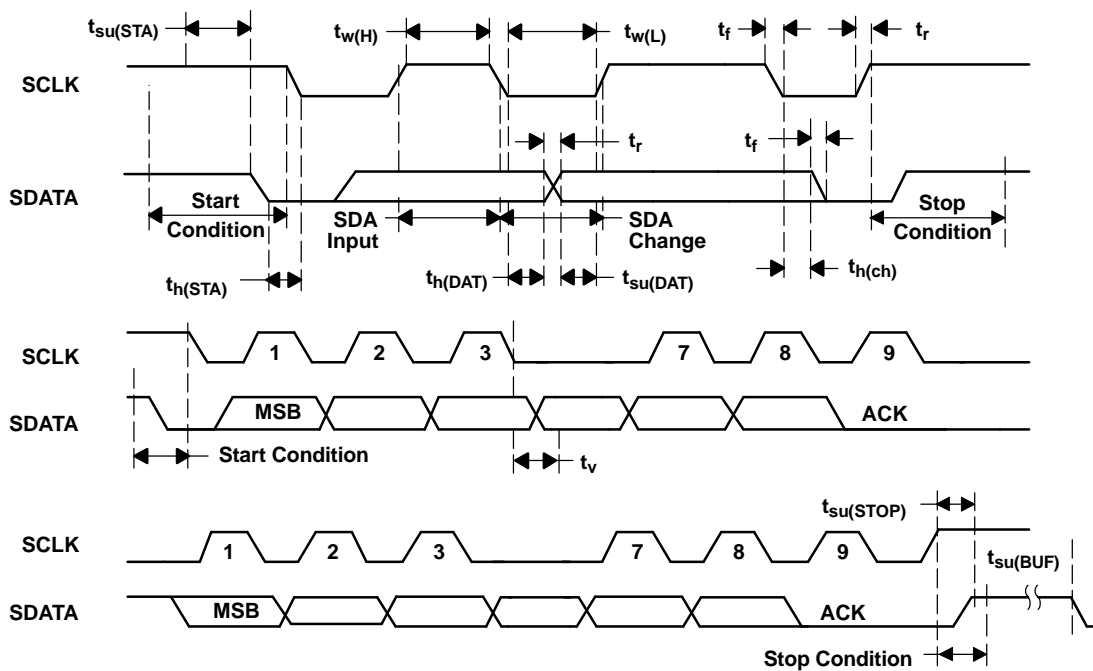 tsu(STA)
tw(H)
tw(L)
tf
tr
SCLK
tr
tf
SDATA
Start
Condition
SDA
Input
SDA
Change
Stop
Condition
th(STA)
th(DAT)
tsu(DAT)
th(ch)
SCLK
1 2 3 7 8 9
SDATA
MSB ACK
Start Condition
tv
tsu(STOP)
SCLK
1 2 3 7 8 9
tsu(BUF)
SDATA
MSB ACK
Stop Condition